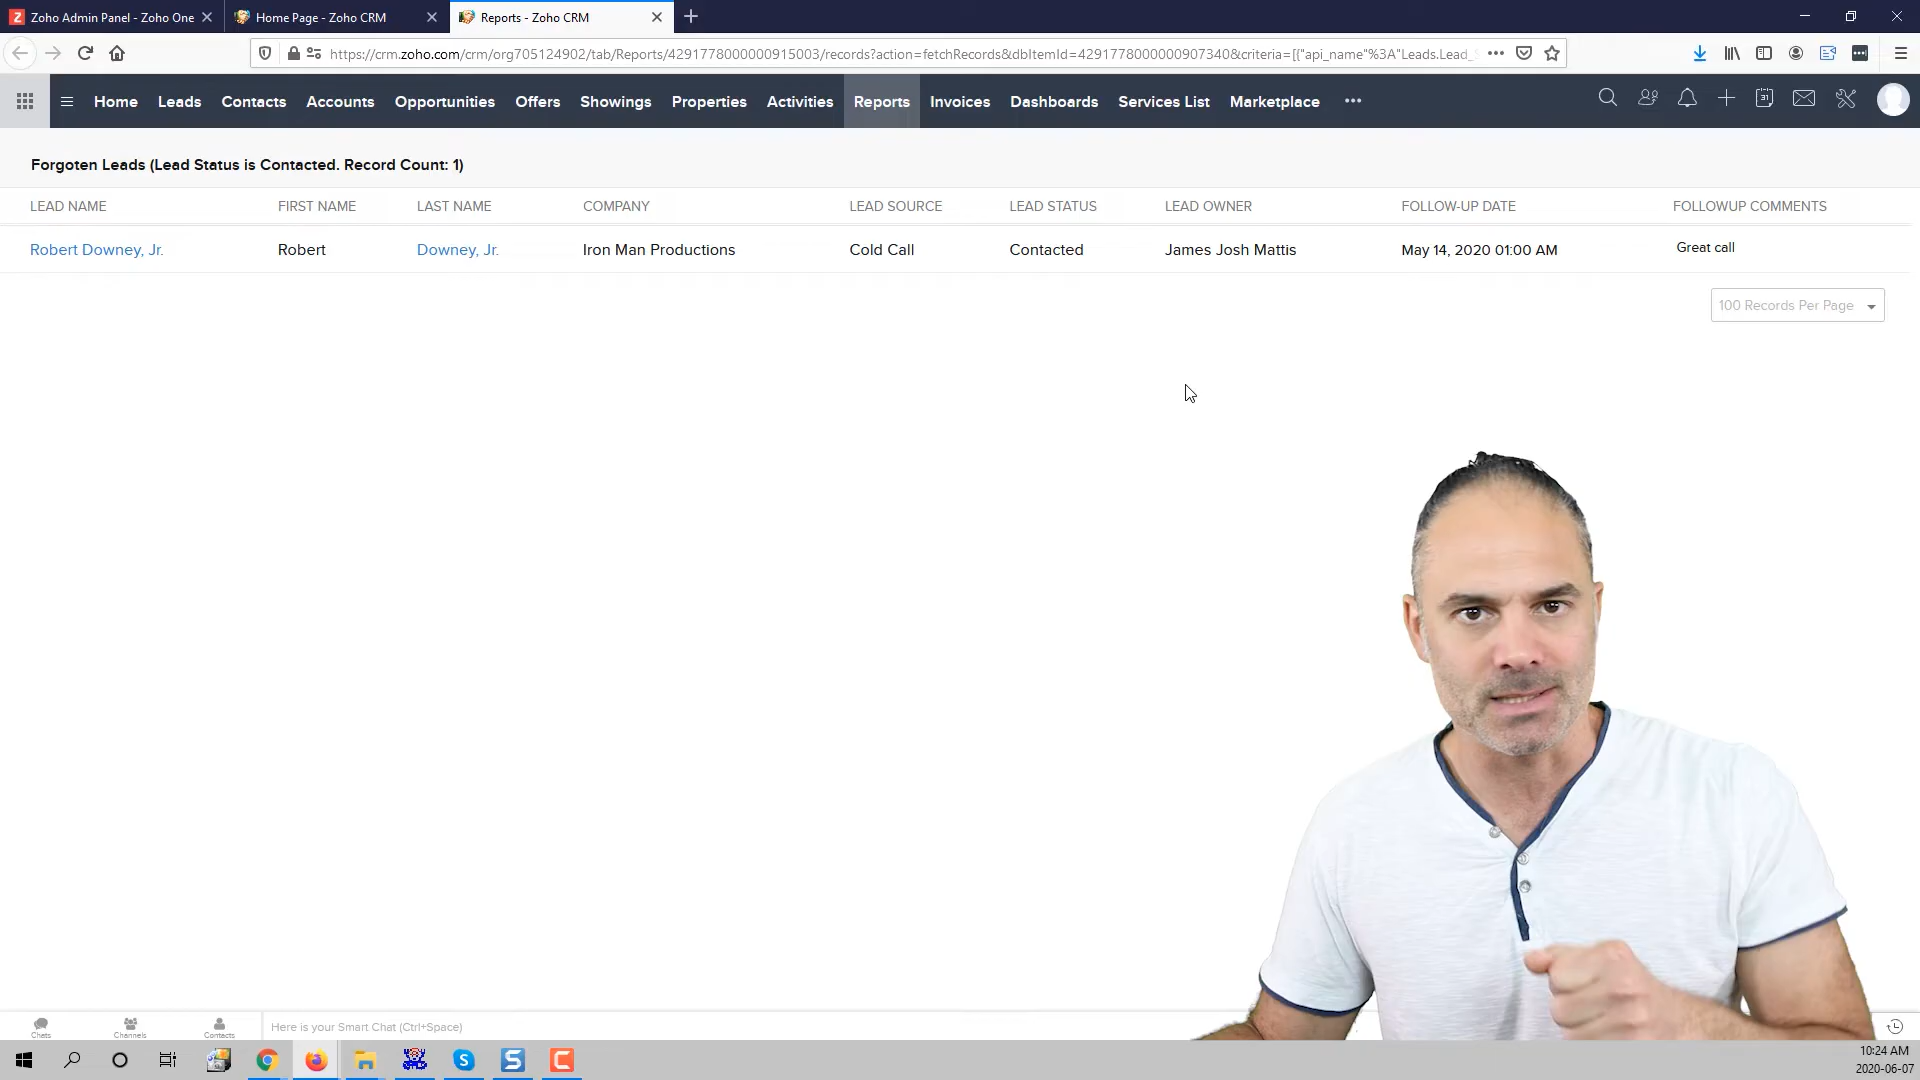 Zoho Admin Panel - Zoho One
Home Page - Zoho CRM
Reports - Zoho CRM
https://crm.zoho.com/crm/org705124902/tab/Reports/4291778000000915003/records?action=fetchRecords&dbItemId=4291778000000907340&criteria=[{"api_name"%3A"Leads.Lead_
Home Leads Contacts Accounts Opportunities Offers Showings Properties Activities Reports Invoices Dashboards Services List Marketplace
31
Forgoten Leads (Lead Status is Contacted. Record Count: 1)
LEAD NAME FIRST NAME LAST NAME COMPANY LEAD SOURCE LEAD STATUS LEAD OWNER FOLLOW-UP DATE FOLLOWUP COMMENTS
Robert Downey, Jr. Robert Downey, Jr. Iron Man Productions Cold Call Contacted James Josh Mattis May 14, 2020 01:00 AM Great call
100 Records Per Page
Chats Channels Contacts Here is your Smart Chat (Ctrl+Space)
10:24 AM
2020-06-07